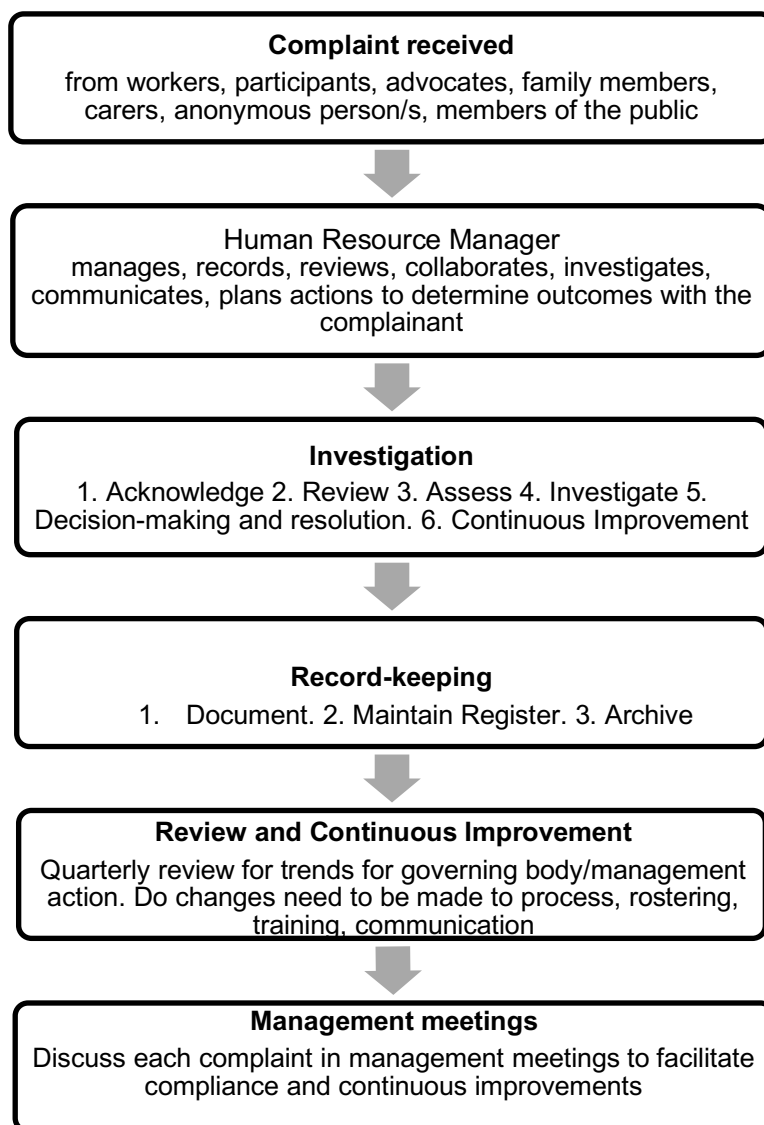 Complaint received
from workers, participants, advocates, family members,
carers, anonymous person/s, members of the public
Human Resource Manager
manages, records, reviews, collaborates, investigates,
communicates, plans actions to determine outcomes with the
complainant
Investigation
1. Acknowledge 2. Review 3. Assess 4. Investigate 5.
Decision-making and resolution. 6. Continuous Improvement
Record-keeping
1. Document. 2. Maintain Register. 3. Archive
Review and Continuous Improvement
Quarterly review for trends for governing body/management
action. Do changes need to be made to process, rostering,
training, communication
Management meetings
Discuss each complaint in management meetings to facilitate
compliance and continuous improvements